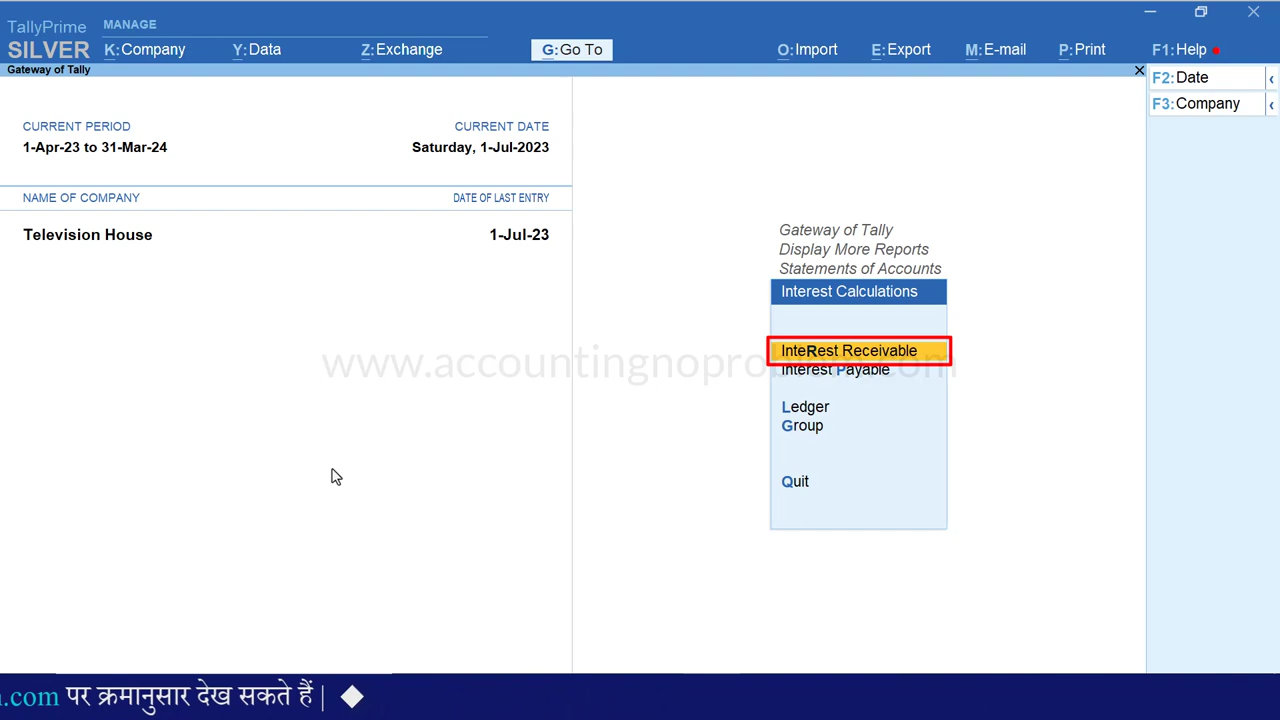 TallyPrime
SILVER
MANAGE
K:Company Y:Data Z:Exchange G:Go To O:Import E:Export M:E-mail P:Print F1:Help
Gateway of Tally
F2:Date
F3:Company
CURRENT PERIOD CURRENT DATE
1-Apr-23 to 31-Mar-24 Saturday, 1-Jul-2023
NAME OF COMPANY DATE OF LAST ENTRY
Television House 1-Jul-23
Gateway of Tally
Display More Reports
Statements of Accounts
Interest Calculations
InteRest Receivable
Interest Payable
Ledger
Group
Quit
www.accountingnoproblem.com
.com पर क्रमानुसार देख सकते हैं |